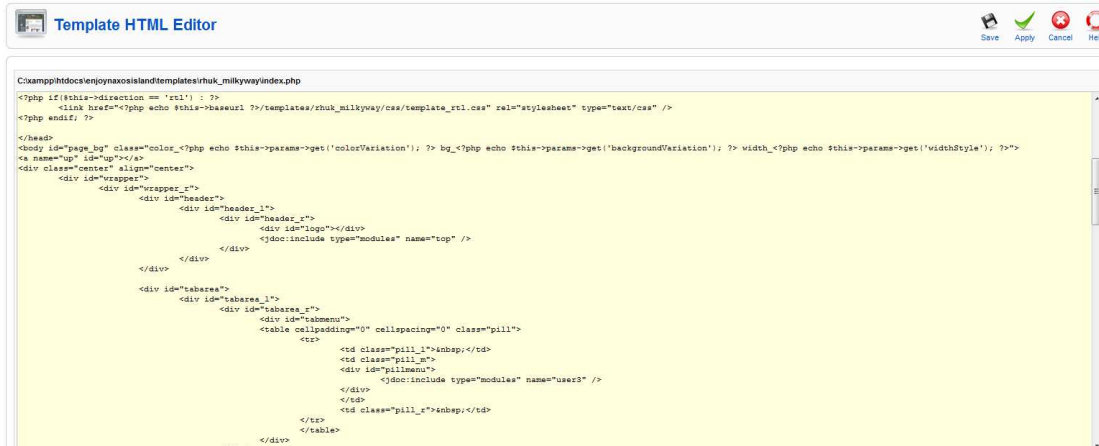 Template HTML Editor
Save Apply Cancel Hel
C:\xampp\htdocs\enjoynaxosisland\templates\rhuk_milkyway\index.php
<?php if($this->direction == 'rtl') : ?>
<link href="<?php echo $this->baseurl ?>/templates/rhuk_milkyway/css/template_rtl.css" rel="stylesheet" type="text/css" />
<?php endif; ?>
</head>
<body id="page_bg" class="color_<?php echo $this->params->get('colorVariation'); ?> bg_<?php echo $this->params->get('backgroundVariation'); ?> width_<?php echo $this->params->get('widthStyle'); ?>">
<a name="up" id="up"></a>
<div class="center" align="center">
<div id="wrapper">
<div id="wrapper_r">
<div id="header">
<div id="header_l">
<div id="header_r">
<div id="logo"></div>
<jdoc:include type="modules" name="top" />
</div>
</div>
</div>
<div id="tabarea">
<div id="tabarea_l">
<div id="tabarea_r">
<div id="tabmenu">
<table cellpadding="0" cellspacing="0" class="pill">
<tr>
<td class="pill_l">&nbsp;</td>
<td class="pill_m">
<div id="pillmenu">
<jdoc:include type="modules" name="user3" />
</div>
</td>
<td class="pill_r">&nbsp;</td>
</tr>
</table>
</div>